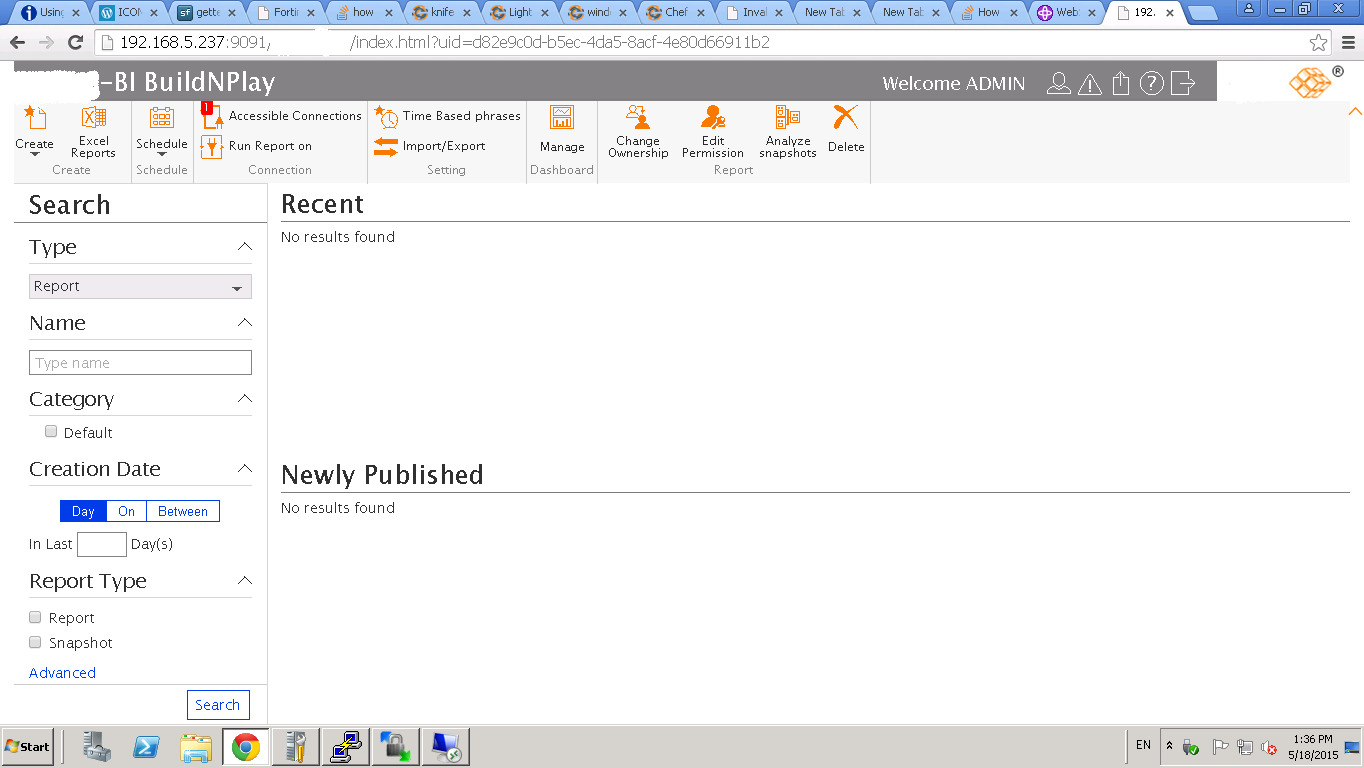 Using
ICON
gette
Fortin
how
knife
Light
wind
Chef
Inval
New Tab
New Tab
How
Web
192.
192.168.5.237:9091/ /index.html?uid=d82e9c0d-b5ec-4da5-8acf-4e80d66911b2
-BI BuildNPlay
Welcome ADMIN
Create
Excel
Reports
Create
Schedule
Schedule
1
Accessible Connections
Run Report on
Connection
Time Based phrases
Import/Export
Setting
Manage
Dashboard
Change
Ownership
Edit
Permission
Analyze
snapshots
Delete
Report
Search
Type
Report
Name
Type name
Category
Default
Creation Date
Day On Between
In Last Day(s)
Report Type
Report
Snapshot
Advanced
Search
Recent
No results found
Newly Published
No results found
Start
EN
1:36 PM
5/18/2015